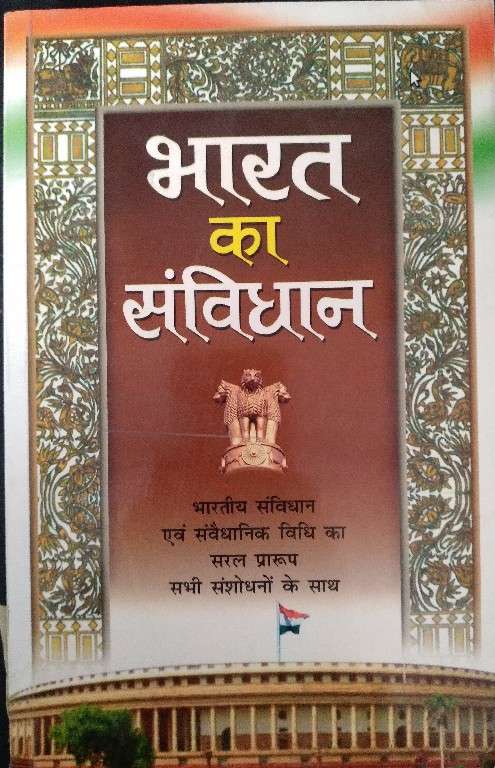 भारत
का
संविधान
भारतीय संविधान
एवं संवैधानिक विधि का
सरल प्रारूप
सभी संशोधनों के साथ